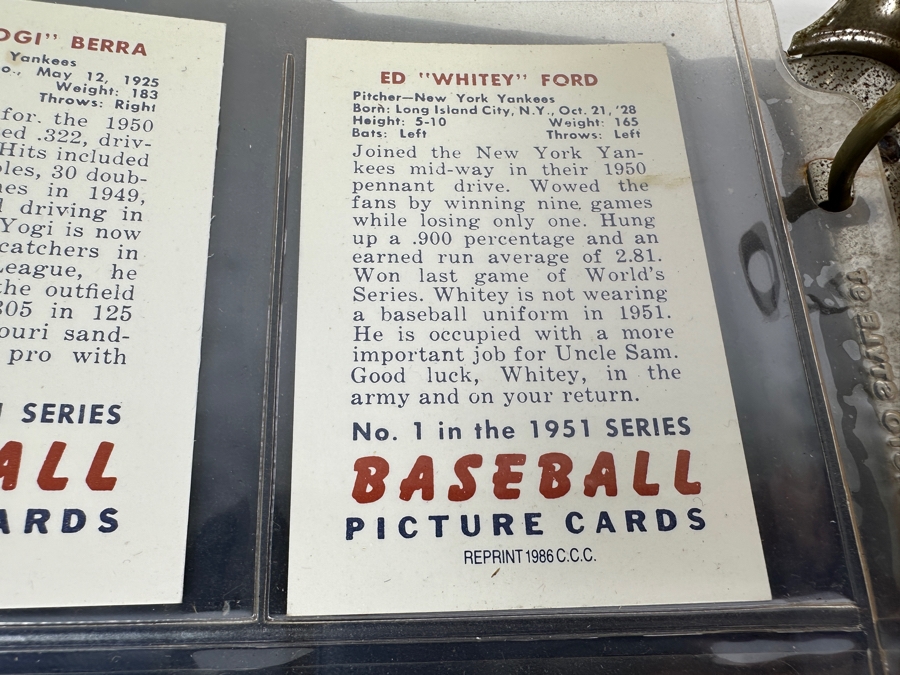 OGI" BERRA
Yankees
o., May 12, 1925
Weight: 183
Throws: Right
for the 1950
ed .322, driv-
Hits included
oles, 30 doub-
nes in 1949,
driving in
Yogi is now
catchers in
League, he
the outfield
305 in 125
ouri sand-
pro with
SERIES
ALL
ARDS
ED "WHITEY" FORD
Pitcher—New York Yankees
Born: Long Island City, N.Y., Oct. 21, '28
Height: 5-10 Weight: 165
Bats: Left Throws: Left
Joined the New York Yan-
kees mid-way in their 1950
pennant drive. Wowed the
fans by winning nine games
while losing only one. Hung
up a .900 percentage and an
earned run average of 2.81.
Won last game of World's
Series. Whitey is not wearing
a baseball uniform in 1951.
He is occupied with a more
important job for Uncle Sam.
Good luck, Whitey, in the
army and on your return.
No. 1 in the 1951 SERIES
BASEBALL
PICTURE CARDS
REPRINT 1986 C.C.C.